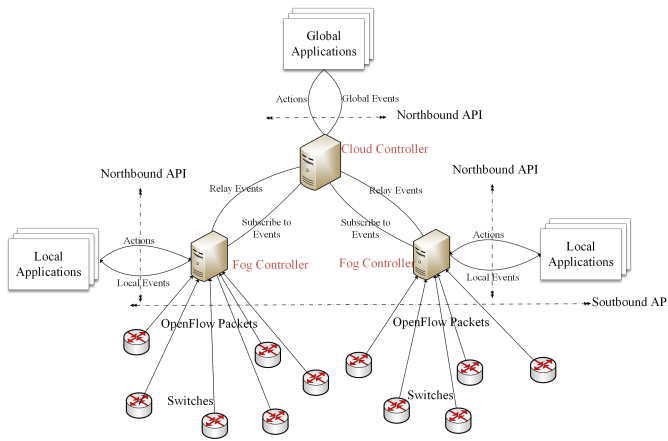 Global
Applications
Actions
Global Events
Northbound API
Cloud Controller
Northbound API
Northbound API
Relay Events
Relay Events
Subscribe to
Events
Subscribe to
Events
Local
Applications
Actions
Local Events
Fog Controller
Fog Controller
Actions
Local Events
Local
Applications
Soutbound AP
OpenFlow Packets
OpenFlow Packets
Switches
Switches